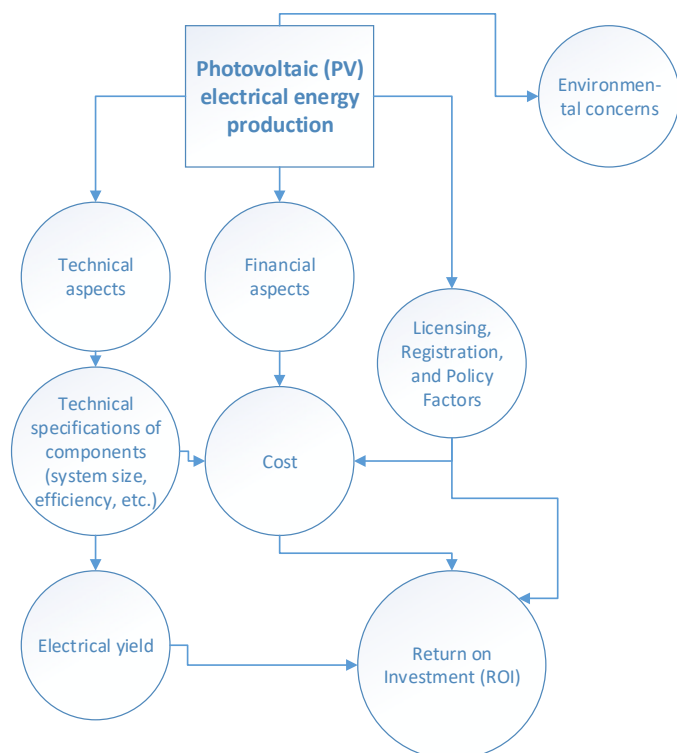 Photovoltaic (PV)
electrical energy
production
Environmen-
tal concerns
Technical
aspects
Financial
aspects
Licensing,
Registration,
and Policy
Factors
Technical
specifications of
components
(system size,
efficiency, etc.)
Cost
Electrical yield
Return on
Investment (ROI)